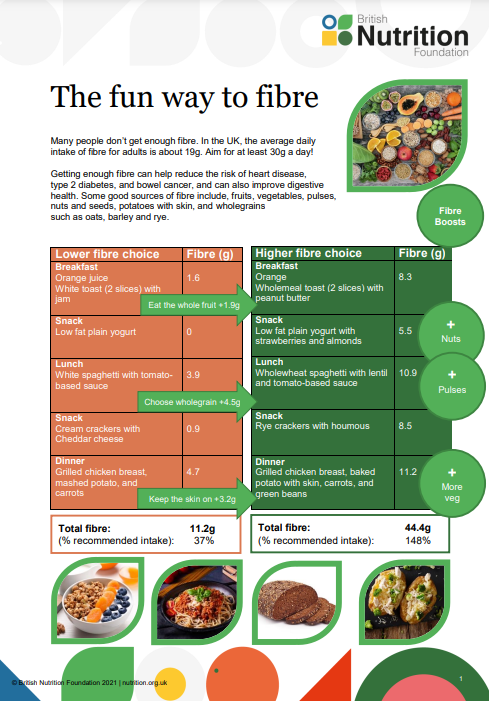 British
Nutrition
Foundation
The fun way to fibre
Many people don't get enough fibre. In the UK, the average daily
intake of fibre for adults is about 19g. Aim for at least 30g a day!
Getting enough fibre can help reduce the risk of heart disease,
type 2 diabetes, and bowel cancer, and can also improve digestive
health. Some good sources of fibre include, fruits, vegetables, pulses,
nuts and seeds, potatoes with skin, and wholegrains
such as oats, barley and rye.
Fibre
Boosts
Lower fibre choice Fibre (g)
Breakfast
Orange juice 1.6
White toast (2 slices) with
jam
Eat the whole fruit +1.9g
Snack
Low fat plain yogurt 0
Lunch
White spaghetti with tomato- 3.9
based sauce
Choose wholegrain +4.5g
Snack
Cream crackers with 0.9
Cheddar cheese
Dinner
Grilled chicken breast, 4.7
mashed potato, and
carrots
Keep the skin on +3.2g
Total fibre: 11.2g
(% recommended intake): 37%
Higher fibre choice Fibre (g)
Breakfast
Orange 8.3
Wholemeal toast (2 slices) with
peanut butter
Snack
Low fat plain yogurt with 5.5
strawberries and almonds
+
Nuts
Lunch
Wholewheat spaghetti with lentil 10.9
and tomato-based sauce
+
Pulses
Snack
Rye crackers with houmous 8.5
Dinner
Grilled chicken breast, baked 11.2
potato with skin, carrots, and
green beans
+
More
veg
Total fibre: 44.4g
(% recommended intake): 148%
© British Nutrition Foundation 2021 | nutrition.org.uk
1